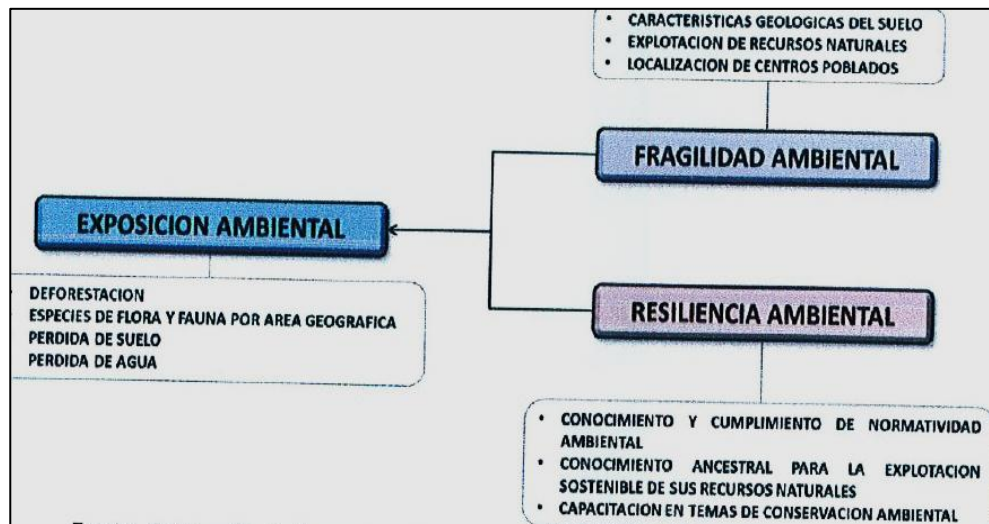 • CARACTERISTICAS GEOLOGICAS DEL SUELO
• EXPLOTACION DE RECURSOS NATURALES
• LOCALIZACION DE CENTROS POBLADOS
FRAGILIDAD AMBIENTAL
EXPOSICION AMBIENTAL
DEFORESTACION
ESPECIES DE FLORA Y FAUNA POR AREA GEOGRAFICA
PERDIDA DE SUELO
PERDIDA DE AGUA
RESILIENCIA AMBIENTAL
• CONOCIMIENTO Y CUMPLIMIENTO DE NORMATIVIDAD
AMBIENTAL
• CONOCIMIENTO ANCESTRAL PARA LA EXPLOTACION
SOSTENIBLE DE SUS RECURSOS NATURALES
• CAPACITACION EN TEMAS DE CONSERVACION AMBIENTAL